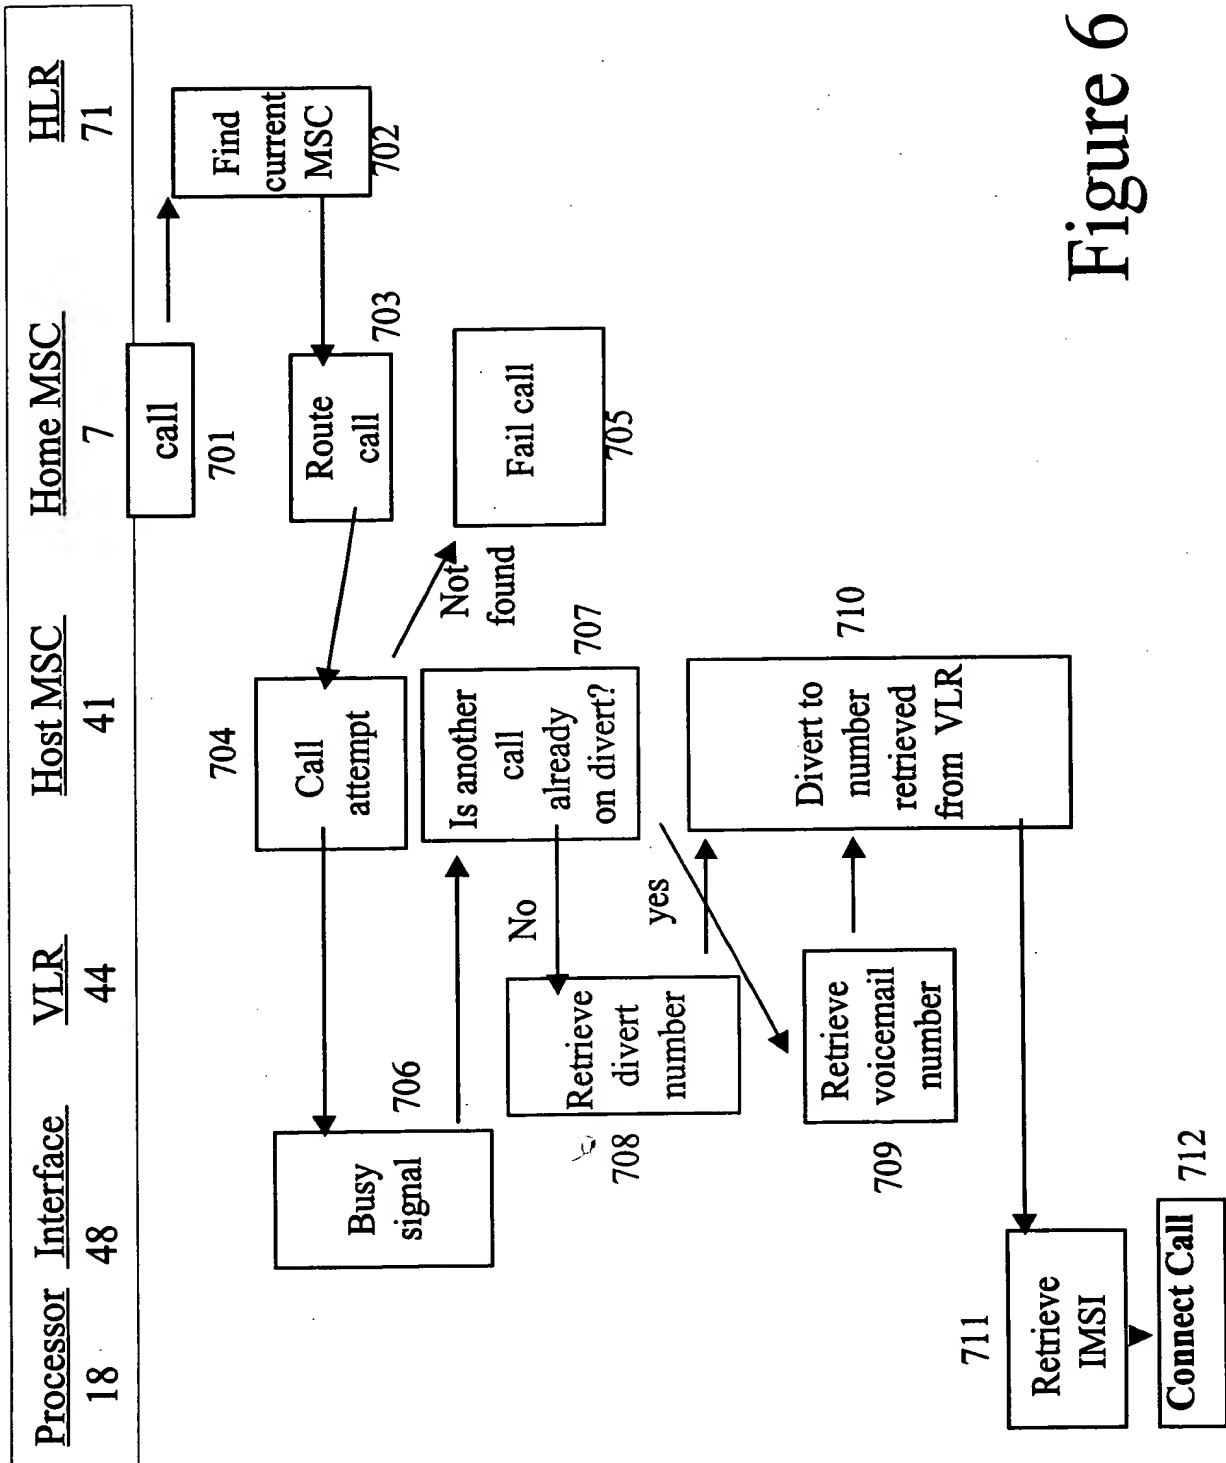 Processor
18
Interface
48
VLR
44
Host MSC
41
Home MSC
7
HLR
71
call
701
Find
current
MSC
702
Route
call
703
704
Call
attempt
Not
found
Fail call
705
Busy
signal
706
Is another
call
already
on divert?
707
No
Retrieve
divert
number
708
yes
Retrieve
voicemail
number
709
Divert to
number
retrieved
from VLR
710
711
Retrieve
IMSI
Connect Call
712
Figure 6